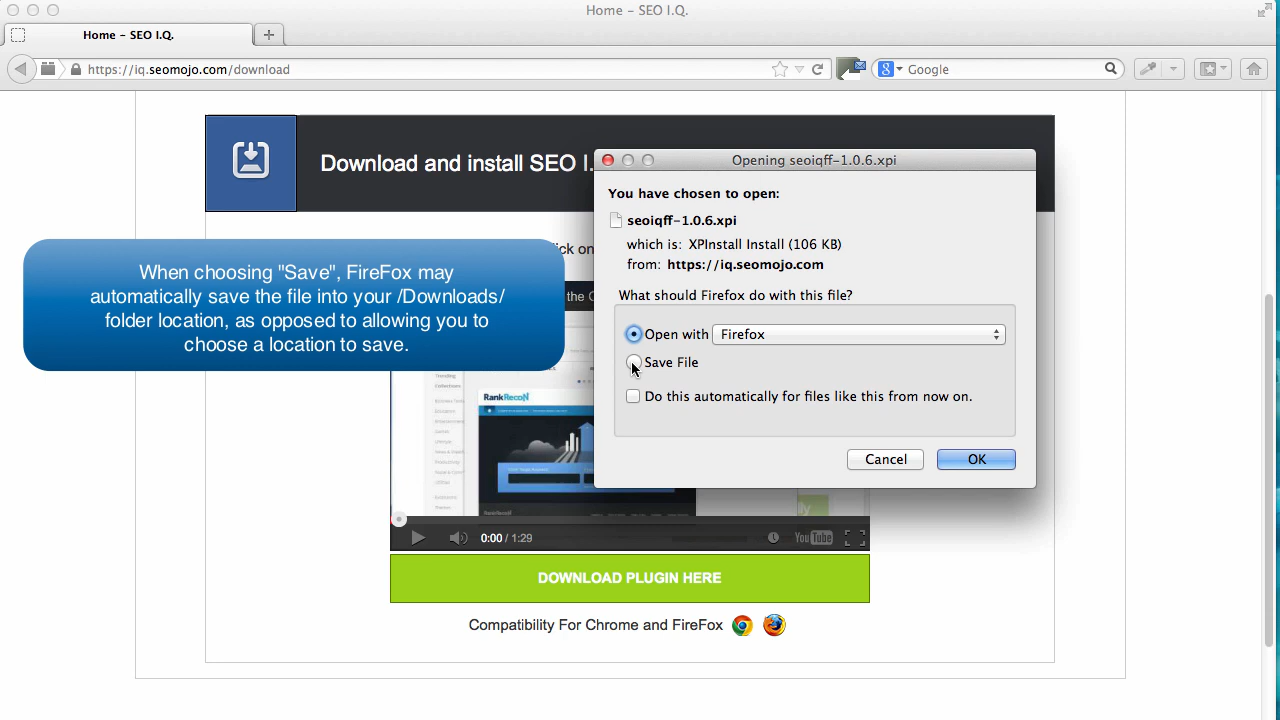 Home – SEO I.Q.
Home – SEO I.Q.
https://iq.seomojo.com/download
Google
Download and install SEO I.
Opening seoiqff-1.0.6.xpi
You have chosen to open:
seoiqff-1.0.6.xpi
which is: XPInstall Install (106 KB)
from: https://iq.seomojo.com
What should Firefox do with this file?
Open with Firefox
Save File
Do this automatically for files like this from now on.
Cancel
OK
ick on
the C
When choosing "Save", FireFox may
automatically save the file into your /Downloads/
folder location, as opposed to allowing you to
choose a location to save.
Trending
Collections
RankRecoN
0:00 / 1:29
YouTube
DOWNLOAD PLUGIN HERE
Compatibility For Chrome and FireFox